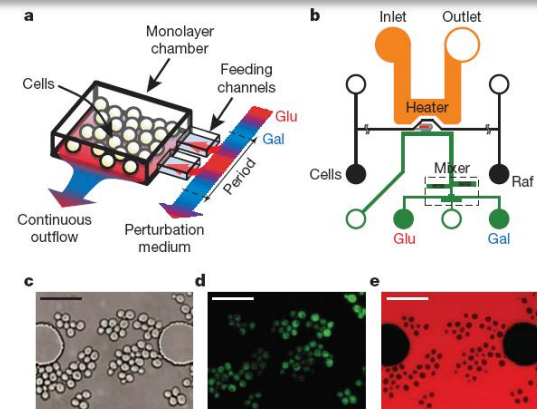 a
Monolayer
chamber
Cells
Feeding
channels
Glu
Gal
Period
Continuous
outflow
Perturbation
medium
b
Inlet
Outlet
Heater
Cells
Mixer
Raf
Glu
Gal
c
d
e